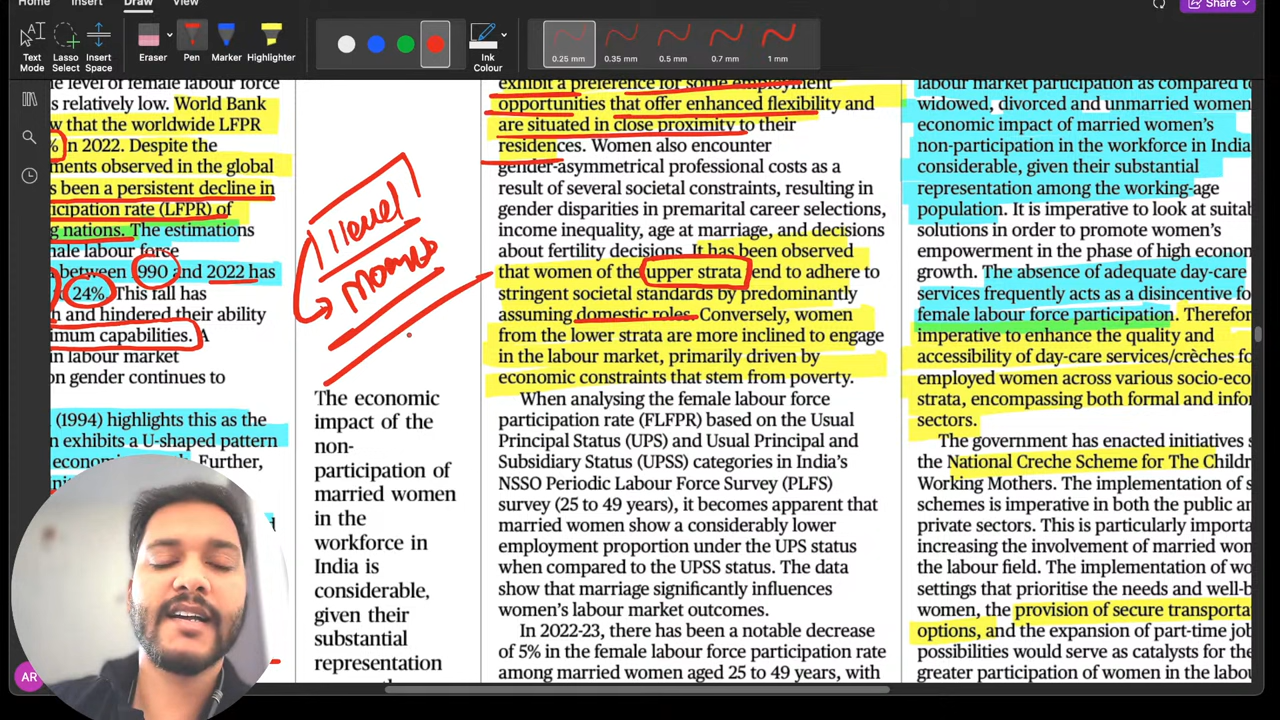 Home
Insert
Draw
View
Share
Text
Mode
Lasso
Select
Insert
Space
Eraser
Pen
Marker
Highlighter
Ink
Colour
0.25 mm
0.35 mm
0.5 mm
0.7 mm
1 mm
level of female labour force
s relatively low. World Bank
w that the worldwide LFPR
% in 2022. Despite the
ments observed in the global
s been a persistent decline in
icipation rate (LFPR) of
g nations. The estimations
male labour force
between 1990 and 2022 has
24%. This fall has
h and hindered their ability
imum capabilities. A
in labour market
on gender continues to
(1994) highlights this as the
n exhibits a U-shaped pattern
economic
Further,
The economic
impact of the
non-
participation of
married women
in the
workforce in
India is
considerable,
given their
substantial
representation
exhibit a preference for some employment
opportunities that offer enhanced flexibility and
are situated in close proximity to their
residences. Women also encounter
gender-asymmetrical professional costs as a
result of several societal constraints, resulting in
gender disparities in premarital career selections,
income inequality, age at marriage, and decisions
about fertility decisions. It has been observed
that women of the upper strata tend to adhere to
stringent societal standards by predominantly
assuming domestic roles. Conversely, women
from the lower strata are more inclined to engage
in the labour market, primarily driven by
economic constraints that stem from poverty.
When analysing the female labour force
participation rate (FLFPR) based on the Usual
Principal Status (UPS) and Usual Principal and
Subsidiary Status (UPSS) categories in India's
NSSO Periodic Labour Force Survey (PLFS)
survey (25 to 49 years), it becomes apparent that
married women show a considerably lower
employment proportion under the UPS status
when compared to the UPSS status. The data
show that marriage significantly influences
women's labour market outcomes.
In 2022-23, there has been a notable decrease
of 5% in the female labour force participation rate
among married women aged 25 to 49 years, with
labour market participation as compared to
widowed, divorced and unmarried women
economic impact of married women's
non-participation in the workforce in India
considerable, given their substantial
representation among the working-age
population. It is imperative to look at suitab
solutions in order to promote women's
empowerment in the phase of high econom
growth. The absence of adequate day-care
services frequently acts as a disincentive fo
female labour force participation. Therefor
imperative to enhance the quality and
accessibility of day-care services/crèches fo
employed women across various socio-eco
strata, encompassing both formal and infor
sectors.
The government has enacted initiatives s
the National Creche Scheme for The Childr
Working Mothers. The implementation of s
schemes is imperative in both the public an
private sectors. This is particularly importa
increasing the involvement of married wom
the labour field. The implementation of wo
settings that prioritise the needs and well-b
women, the provision of secure transporta
options, and the expansion of part-time job
possibilities would serve as catalysts for the
greater participation of women in the labou
AR